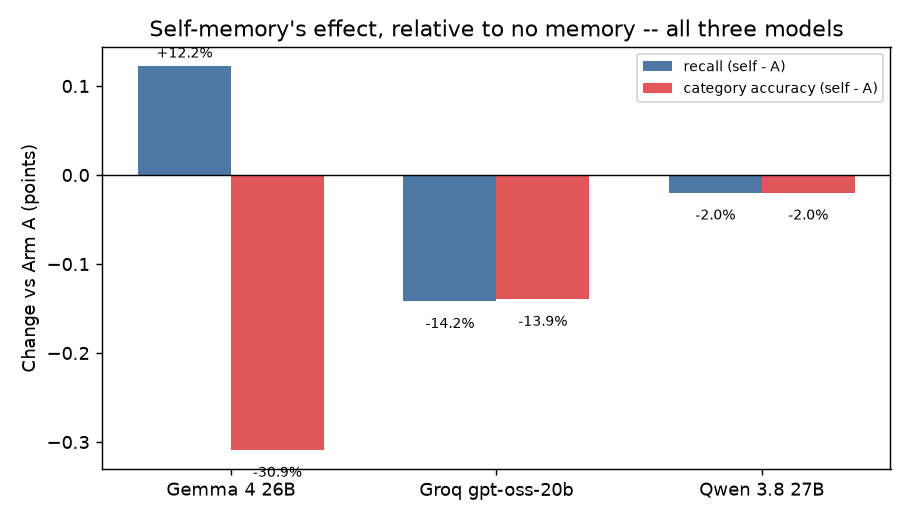 Self-memory's effect, relative to no memory -- all three models
recall (self - A)
category accuracy (self - A)
Change vs Arm A (points)
0.1
0.0
−0.1
−0.2
−0.3
+12.2%
-30.9%
-14.2%
-13.9%
-2.0%
-2.0%
Gemma 4 26B
Groq gpt-oss-20b
Qwen 3.8 27B